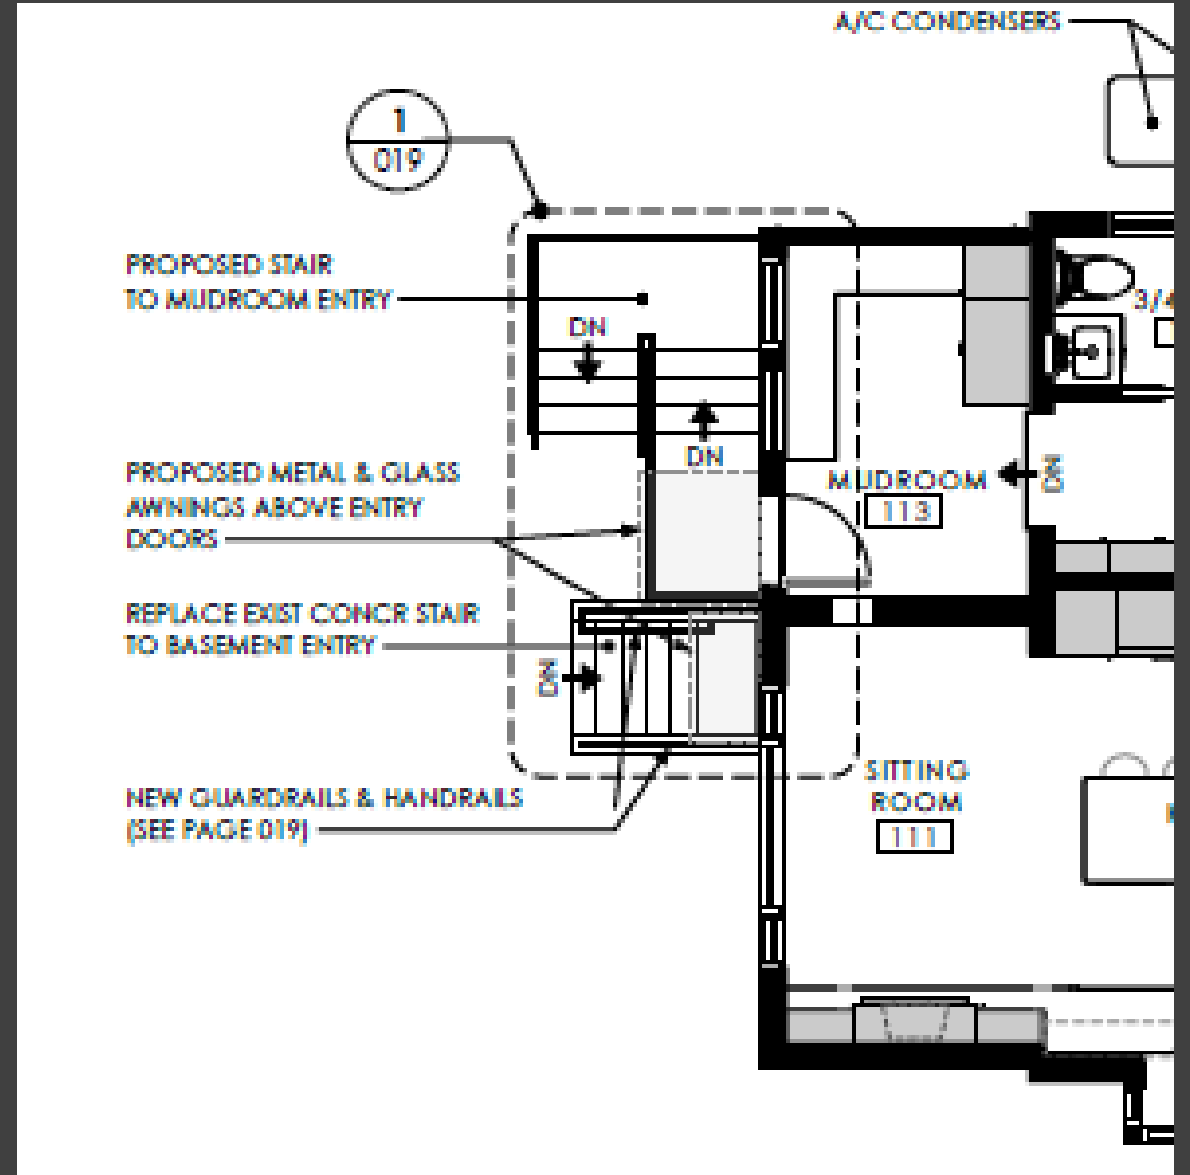 A/C CONDENSERS
1
019
PROPOSED STAIR
TO MUDROOM ENTRY
DN
DN
PROPOSED METAL & GLASS
AWNINGS ABOVE ENTRY
DOORS
MUDROOM
113
DN
3/4
REPLACE EXIST CONCR STAIR
TO BASEMENT ENTRY
DN
NEW GUARDRAILS & HANDRAILS
(SEE PAGE 019)
SITTING
ROOM
111